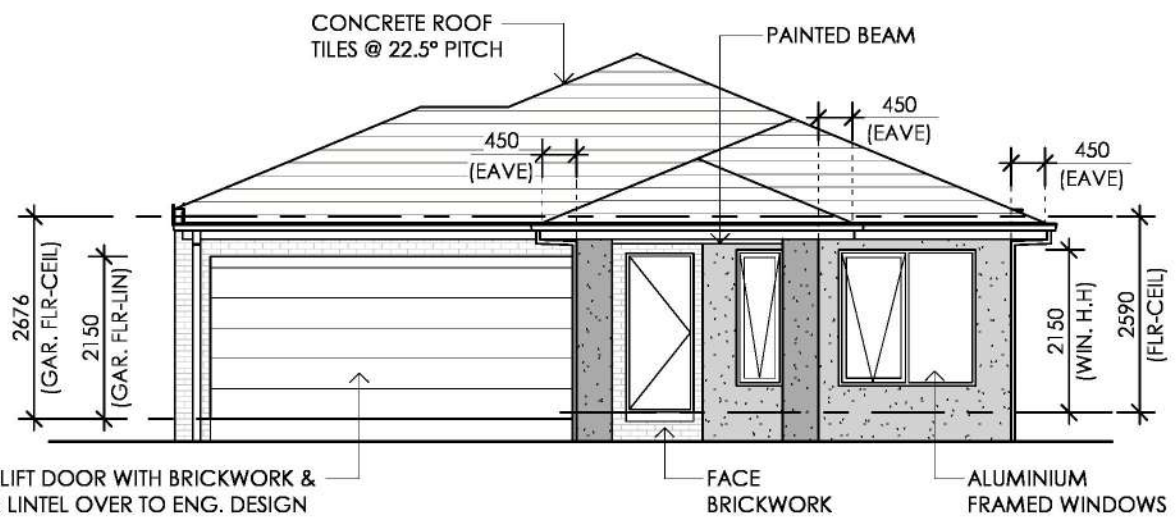 CONCRETE ROOF
TILES @ 22.5° PITCH
PAINTED BEAM
450
(EAVE)
450
(EAVE)
450
(EAVE)
2676
(GAR. FLR-CEIL)
2150
(GAR. FLR-LIN)
2150
(WIN. H.H)
2590
(FLR-CEIL)
LIFT DOOR WITH BRICKWORK &
LINTEL OVER TO ENG. DESIGN
FACE
BRICKWORK
ALUMINIUM
FRAMED WINDOWS